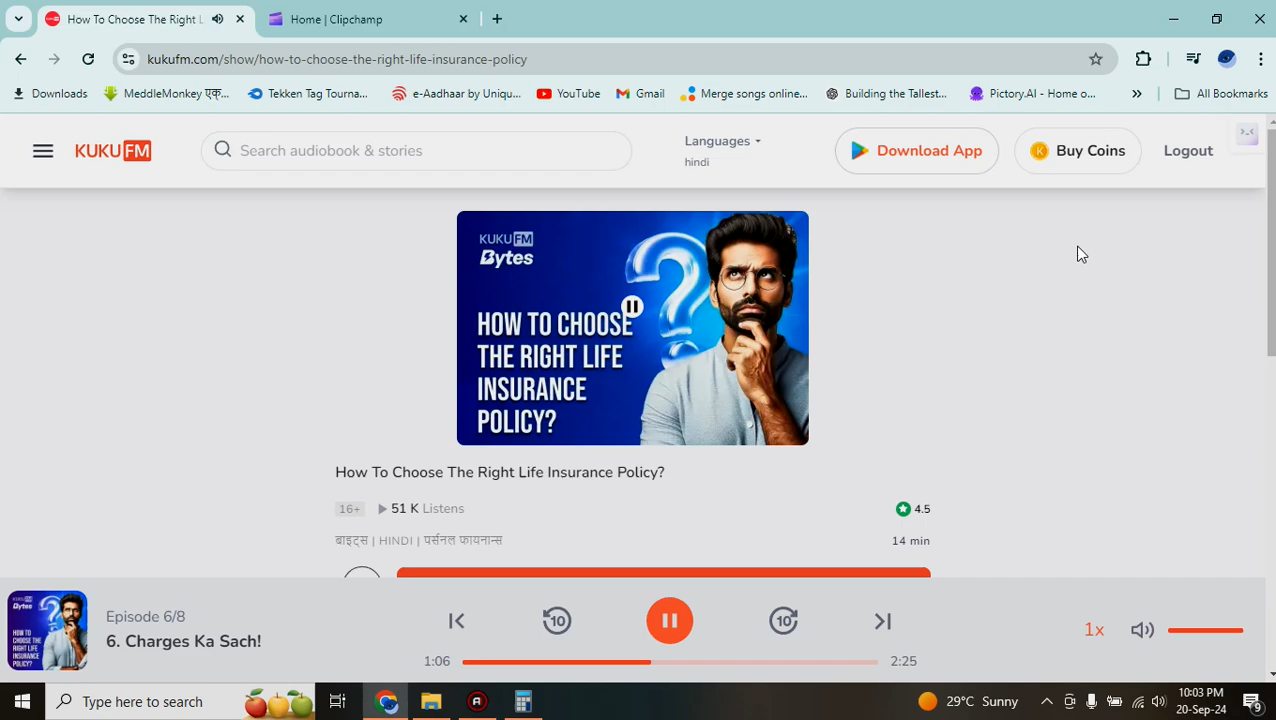 How To Choose The Right L
Home | Clipchamp
kukufm.com/show/how-to-choose-the-right-life-insurance-policy
Downloads
MeddleMonkey एक्...
Tekken Tag Tourna...
e-Aadhaar by Uniqu...
YouTube
Gmail
Merge songs online...
Building the Tallest...
Pictory.AI - Home o...
All Bookmarks
KUKU FM
Search audiobook & stories
Languages
hindi
Download App
K
Buy Coins
Logout
KUKU FM
Bytes
HOW TO CHOOSE
THE RIGHT LIFE
INSURANCE
POLICY?
How To Choose The Right Life Insurance Policy?
16+
51 K Listens
4.5
बाइट्स | HINDI | पर्सनल फायनान्स
14 min
Episode 6/8
6. Charges Ka Sach!
10
10
1x
1:06
2:25
Type here to search
29°C Sunny
10:03 PM
20-Sep-24
9